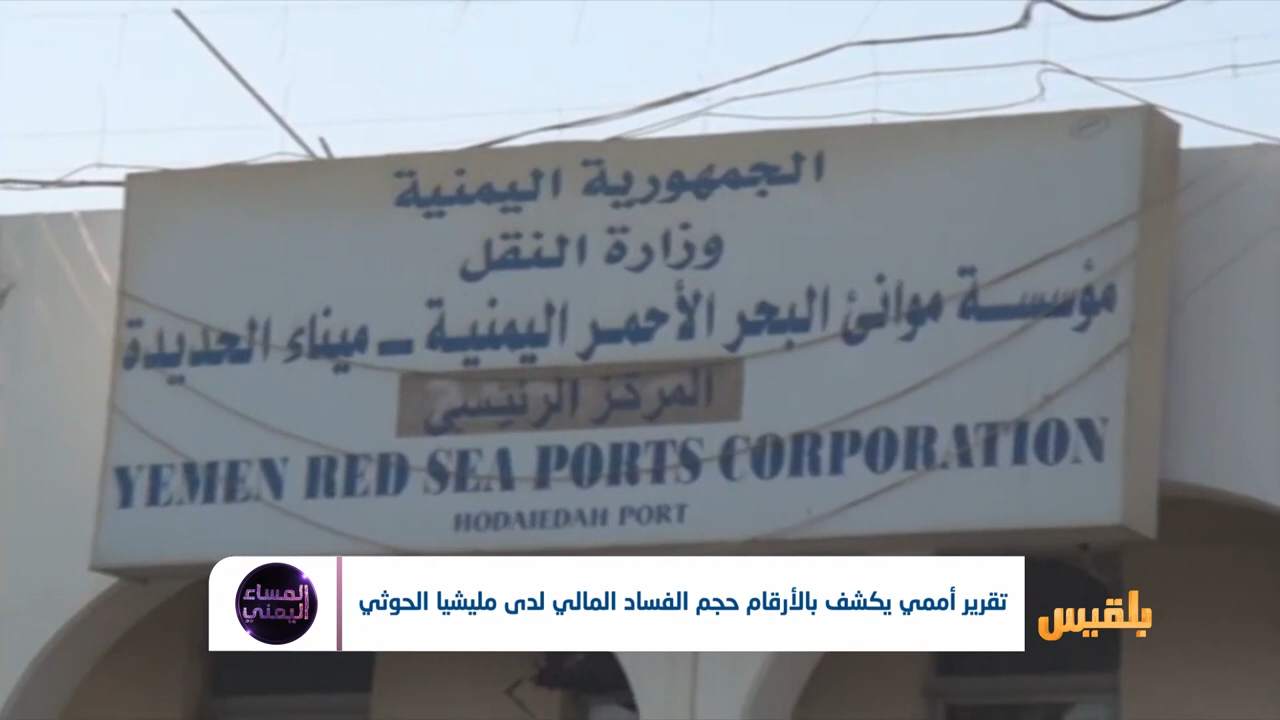 الجمهورية اليمنية
وزارة النقل
مؤسسة موانئ البحر الأحمر اليمنية - ميناء الحديدة
المركز الرئيسي
YEMEN RED SEA PORTS CORPORATION
HODAIEDAH PORT
تقرير أممي يكشف بالأرقام حجم الفساد المالي لدى مليشيا الحوثي
المساء
اليمني
بلقيس